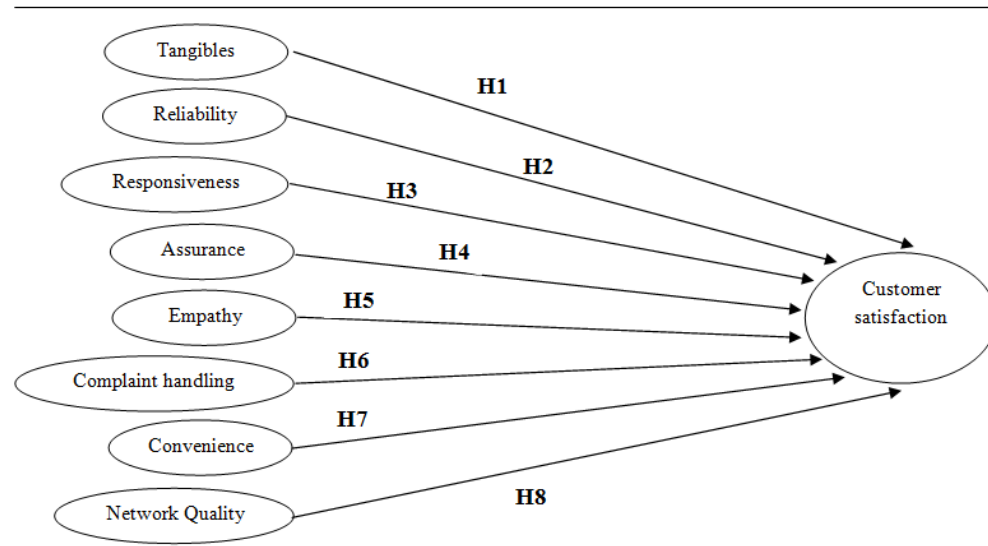 Tangibles
H1
Reliability
H2
Responsiveness
H3
Assurance
H4
Empathy
H5
Complaint handling
H6
Convenience
H7
Network Quality
H8
Customer
satisfaction